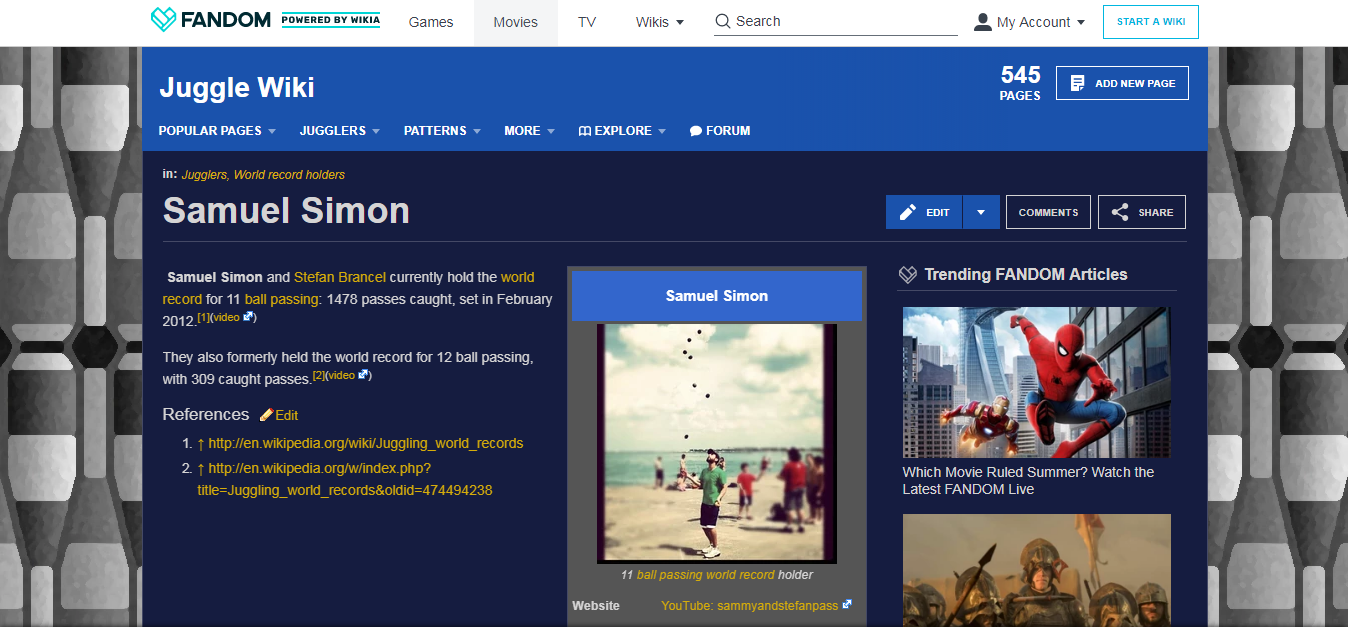 FANDOM POWERED BY WIKIA Games Movies TV Wikis Search My Account START A WIKI
Juggle Wiki
545
PAGES
ADD NEW PAGE
POPULAR PAGES JUGGLERS PATTERNS MORE EXPLORE FORUM
in: Jugglers, World record holders
Samuel Simon
EDIT COMMENTS SHARE
Samuel Simon and Stefan Brancel currently hold the world
record for 11 ball passing: 1478 passes caught, set in February
2012.[1](video)
They also formerly held the world record for 12 ball passing,
with 309 caught passes.[2](video)
References Edit
1. ↑ http://en.wikipedia.org/wiki/Juggling_world_records
2. ↑ http://en.wikipedia.org/w/index.php?
title=Juggling_world_records&oldid=474494238
Samuel Simon
11 ball passing world record holder
Website YouTube: sammyandstefanpass
Trending FANDOM Articles
Which Movie Ruled Summer? Watch the
Latest FANDOM Live